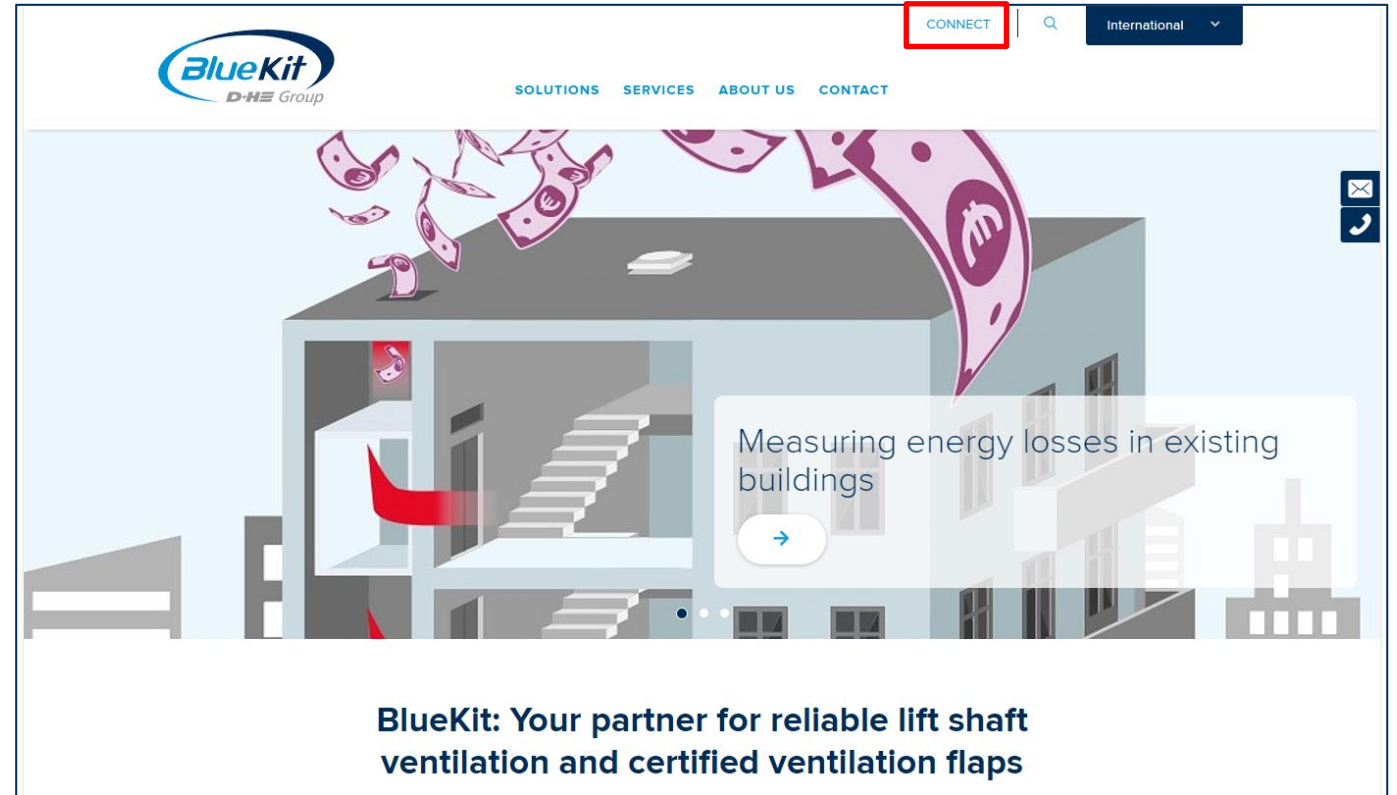 CONNECT
International
BlueKit
D+H Group
SOLUTIONS SERVICES ABOUT US CONTACT
Measuring energy losses in existing
buildings
BlueKit: Your partner for reliable lift shaft
ventilation and certified ventilation flaps